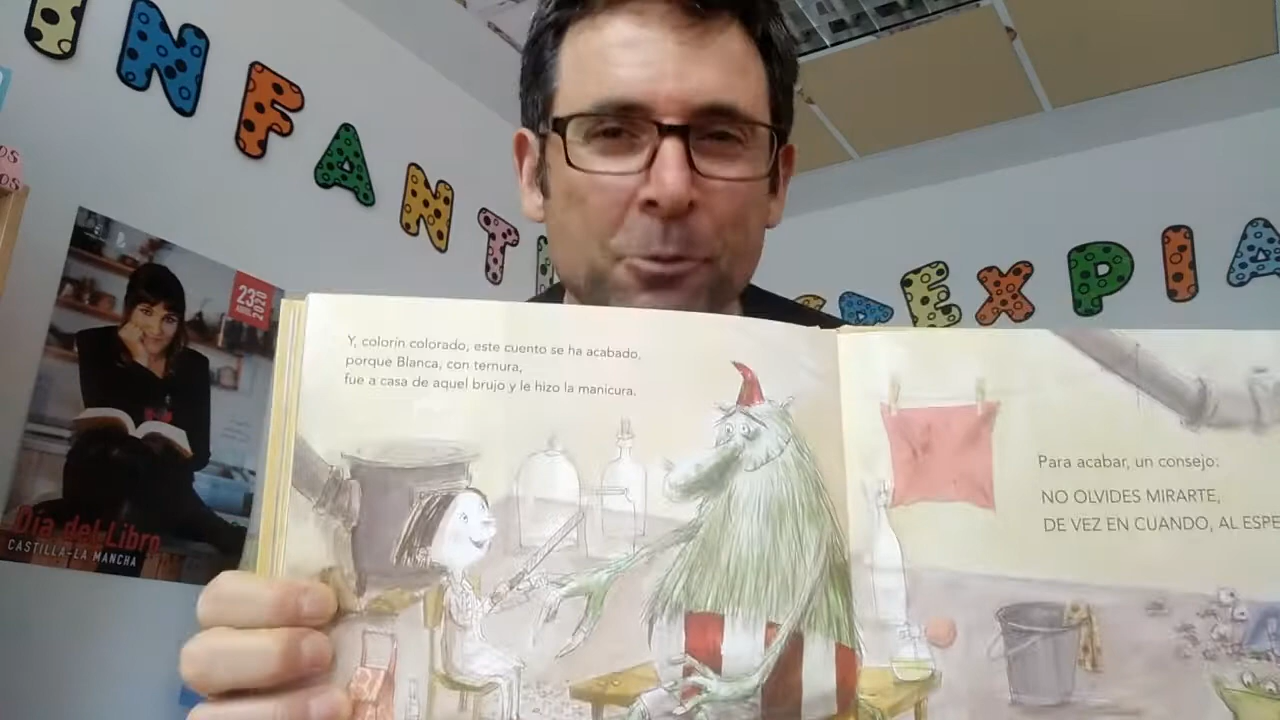 INFANTI
EXPIA
23
ABRIL
2020
Día del Libro
CASTILLA-LA MANCHA
Y, colorín colorado, este cuento se ha acabado,
porque Blanca, con ternura,
fue a casa de aquel brujo y le hizo la manicura.
Para acabar, un consejo:
NO OLVIDES MIRARTE,
DE VEZ EN CUANDO, AL ESPE